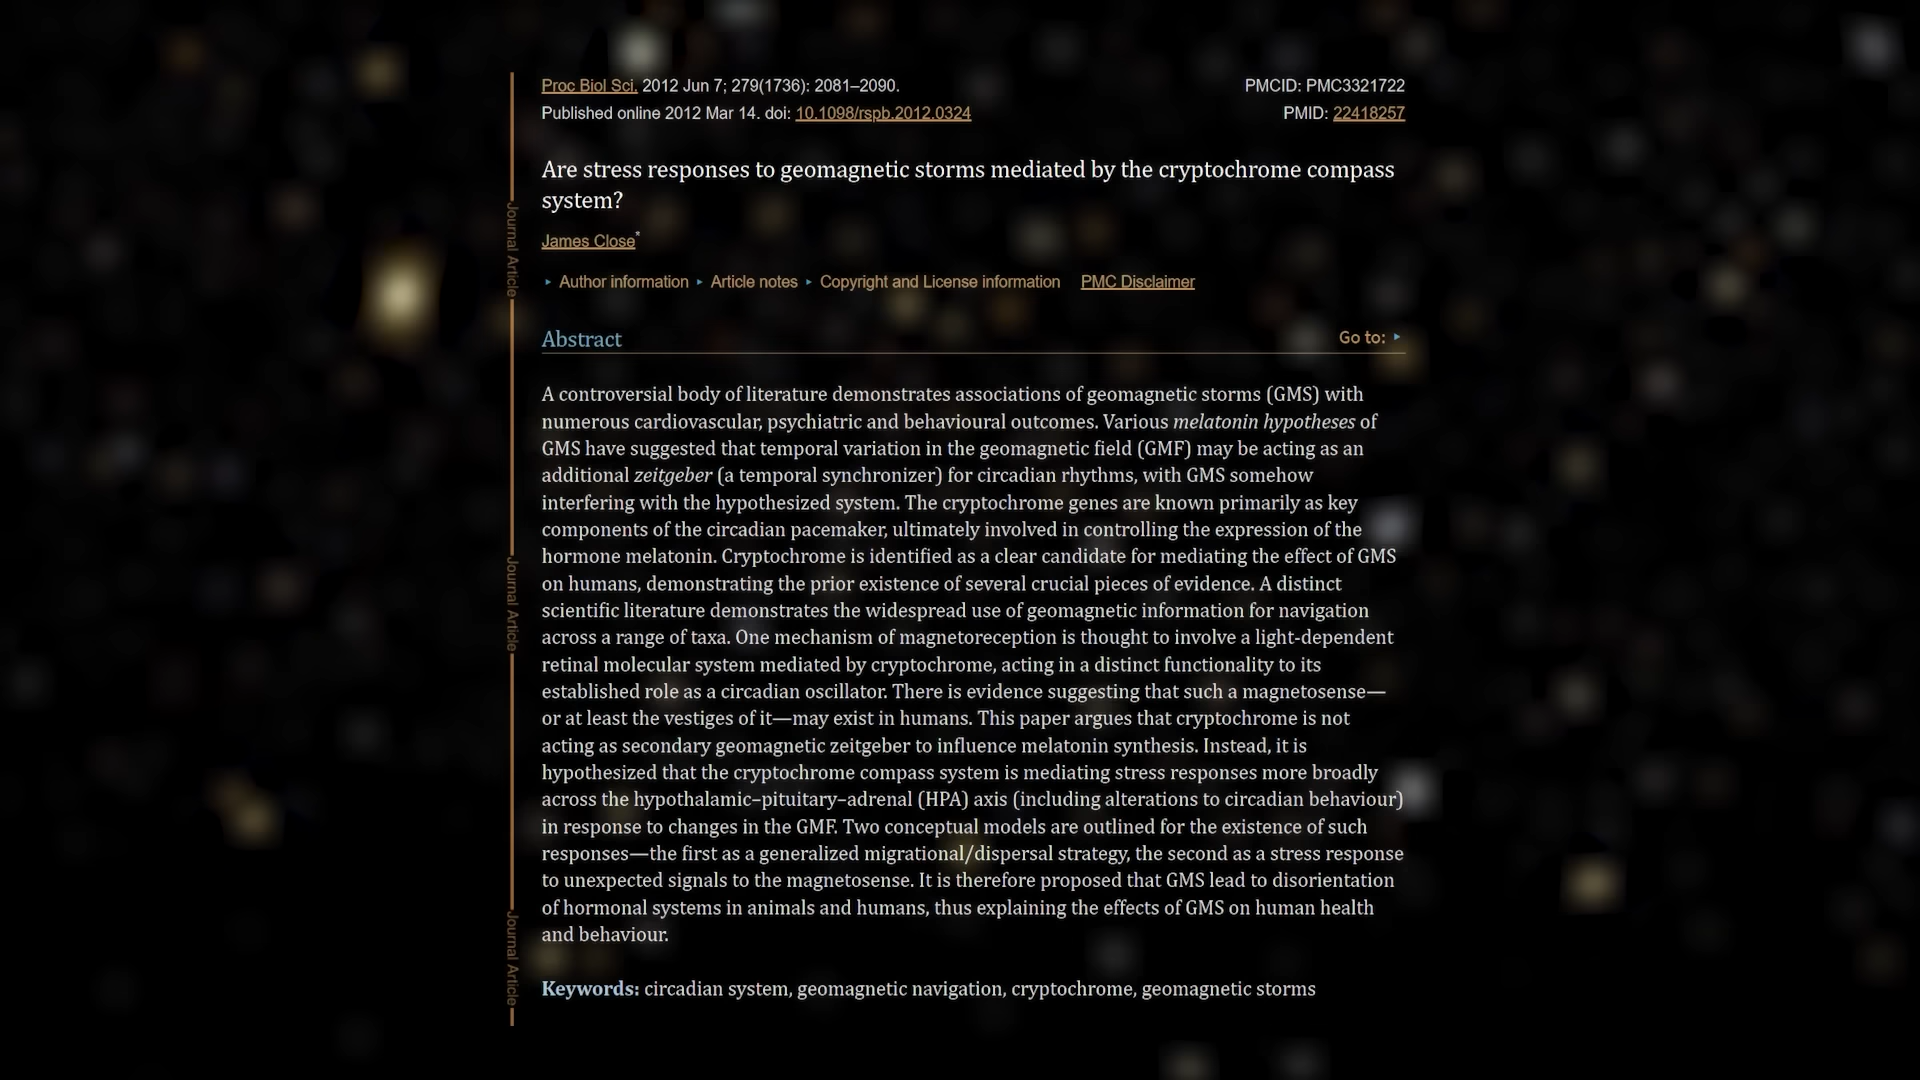 Proc Biol Sci. 2012 Jun 7; 279(1736): 2081–2090.
PMCID: PMC3321722
Published online 2012 Mar 14. doi: 10.1098/rspb.2012.0324
PMID: 22418257
Are stress responses to geomagnetic storms mediated by the cryptochrome compass
system?
James Close*
‣ Author information ‣ Article notes ‣ Copyright and License information PMC Disclaimer
Abstract
Go to: ‣
A controversial body of literature demonstrates associations of geomagnetic storms (GMS) with
numerous cardiovascular, psychiatric and behavioural outcomes. Various melatonin hypotheses of
GMS have suggested that temporal variation in the geomagnetic field (GMF) may be acting as an
additional zeitgeber (a temporal synchronizer) for circadian rhythms, with GMS somehow
interfering with the hypothesized system. The cryptochrome genes are known primarily as key
components of the circadian pacemaker, ultimately involved in controlling the expression of the
hormone melatonin. Cryptochrome is identified as a clear candidate for mediating the effect of GMS
on humans, demonstrating the prior existence of several crucial pieces of evidence. A distinct
scientific literature demonstrates the widespread use of geomagnetic information for navigation
across a range of taxa. One mechanism of magnetoreception is thought to involve a light-dependent
retinal molecular system mediated by cryptochrome, acting in a distinct functionality to its
established role as a circadian oscillator. There is evidence suggesting that such a magnetosense—
or at least the vestiges of it—may exist in humans. This paper argues that cryptochrome is not
acting as secondary geomagnetic zeitgeber to influence melatonin synthesis. Instead, it is
hypothesized that the cryptochrome compass system is mediating stress responses more broadly
across the hypothalamic–pituitary–adrenal (HPA) axis (including alterations to circadian behaviour)
in response to changes in the GMF. Two conceptual models are outlined for the existence of such
responses—the first as a generalized migrational/dispersal strategy, the second as a stress response
to unexpected signals to the magnetosense. It is therefore proposed that GMS lead to disorientation
of hormonal systems in animals and humans, thus explaining the effects of GMS on human health
and behaviour.
Keywords: circadian system, geomagnetic navigation, cryptochrome, geomagnetic storms
Journal Article
Journal Article
Journal Article